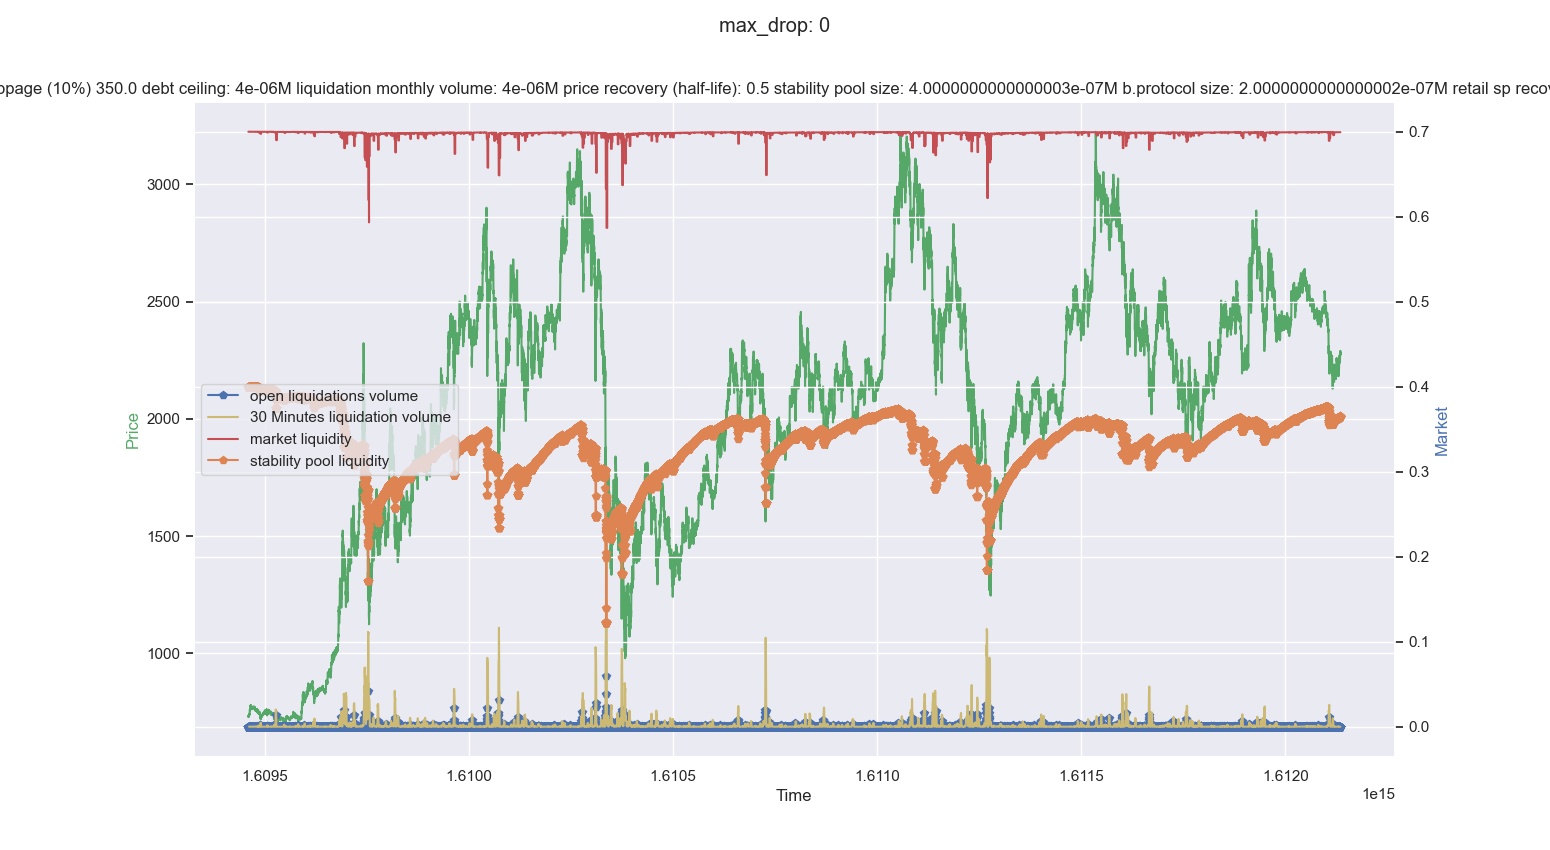 max_drop: 0
(10%) 350.0 debt ceiling: 4e-06M liquidation monthly volume: 4e-06M price recovery (half-life): 0.5 stability pool size: 4.0000000000000003e-07M b.protocol size: 2.0000000000000002e-07M retail sp
3000
2500
2000
1500
1000
Price
0.7
0.6
0.5
0.4
0.3
0.2
0.1
0.0
Market
open liquidations volume
30 Minutes liquidation volume
market liquidity
stability pool liquidity
1.6095
1.6100
1.6105
1.6110
1.6115
1.6120
1e15
Time